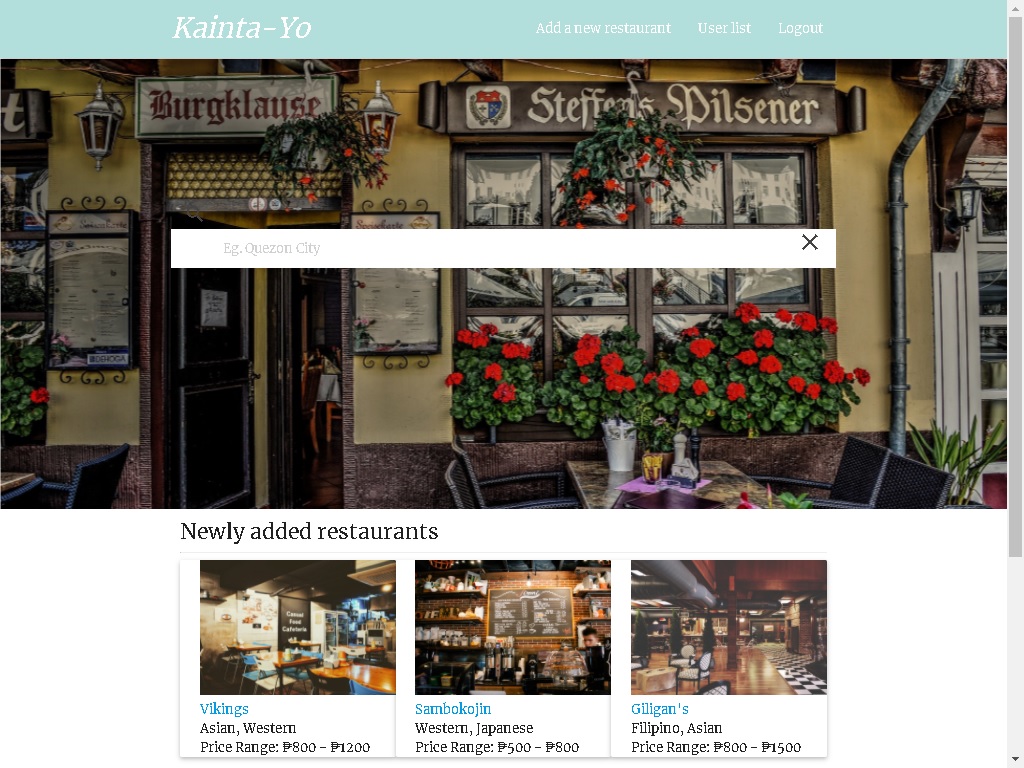 Kainta-Yo
Add a new restaurant
User list
Logout
Burgklause
Steffens Pilsener
Speisekarte
Eg. Quezon City
DEHOGA
Newly added restaurants
Casual
Food
Cafeteria
Vikings
Asian, Western
Price Range: ₱800 - ₱1200
Sambokojin
Western, Japanese
Price Range: ₱500 - ₱800
Giligan's
Filipino, Asian
Price Range: ₱800 - ₱1500